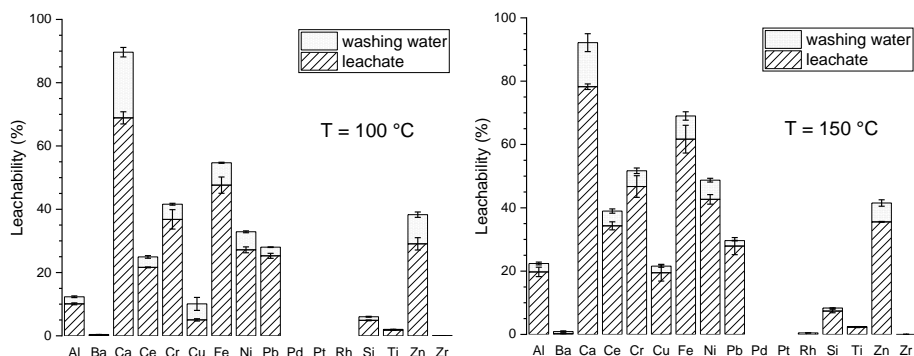 100
80
60
40
20
0
Leachability (%)
washing water
leachate
T = 100 °C
Al Ba Ca Ce Cr Cu Fe Ni Pb Pd Pt Rh Si Ti Zn Zr
100
80
60
40
20
0
Leachability (%)
washing water
leachate
T = 150 °C
Al Ba Ca Ce Cr Cu Fe Ni Pb Pd Pt Rh Si Ti Zn Zr